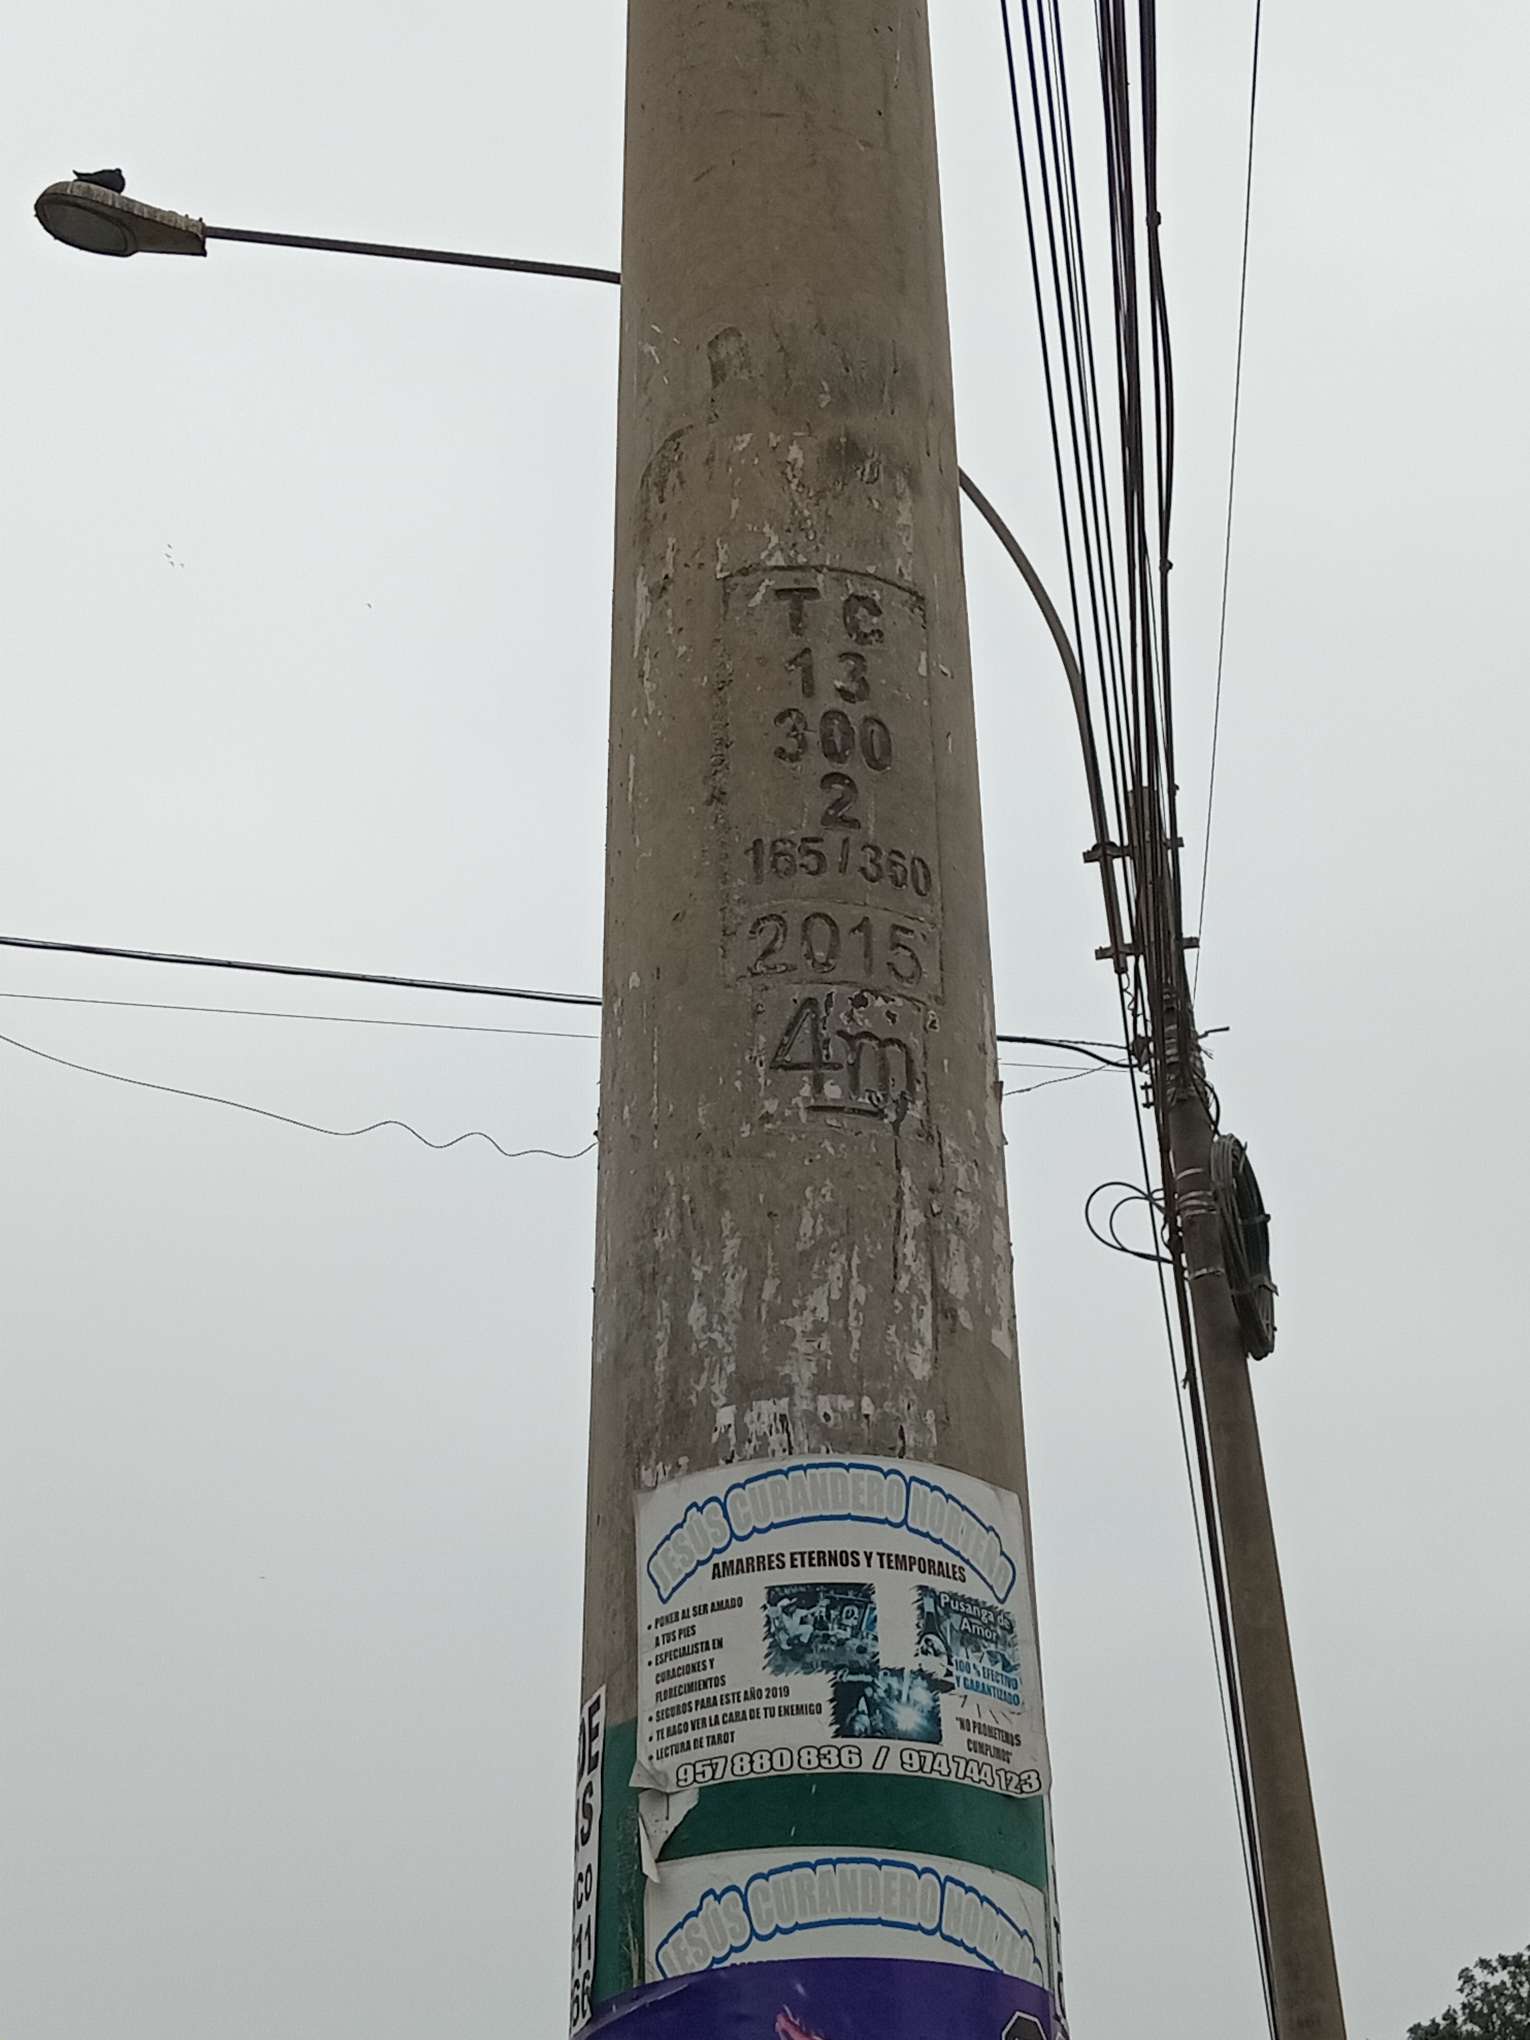 T C
13
300
2
165/360
2015
4m
JESÚS CURANDERO NORTEÑO
AMARRES ETERNOS Y TEMPORALES
• PONER AL SER AMADO
A TUS PIES
• ESPECIALISTA EN
CURACIONES Y
FLORECIMIENTOS
• SEGUROS PARA ESTE AÑO 2019
• TE HAGO VER LA CARA DE TU ENEMIGO
• LECTURA DE TAROT
Pusanga de
Amor
100 % EFECTIVO
Y GARANTIZADO
"NO PROMETEMOS
CUMPLIMOS"
957 880 836 / 974 744 123
DE
CO
JESÚS CURANDERO NORTEÑO